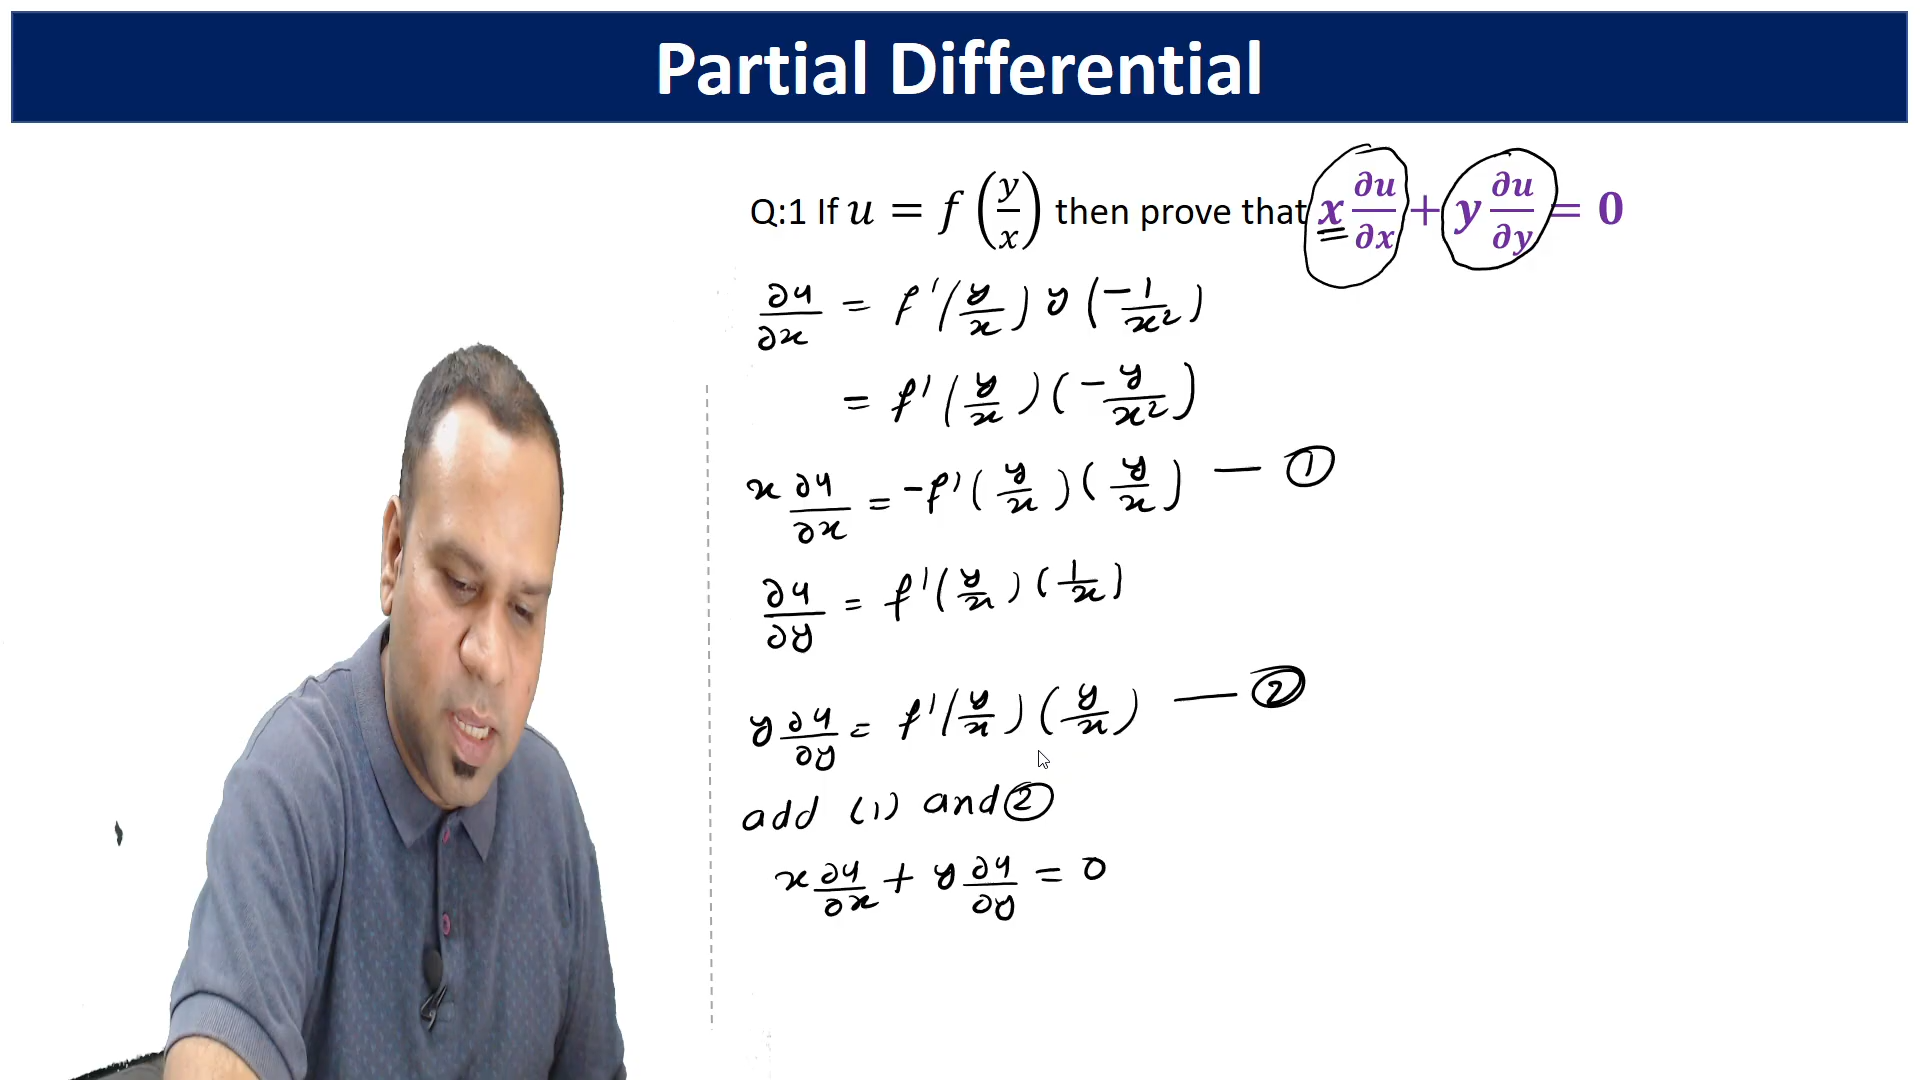 Partial Differential
Q:1 If u = f(y/x) then prove that x ∂u/∂x + y ∂u/∂y = 0
∂u/∂x = f'(y/x) y (-1/x²)
= f'(y/x) (-y/x²)
x ∂u/∂x = -f'(y/x) (y/x) — ①
∂u/∂y = f'(y/x) (1/x)
y ∂u/∂y = f'(y/x) (y/x) — ②
add (1) and ②
x ∂u/∂x + y ∂u/∂y = 0